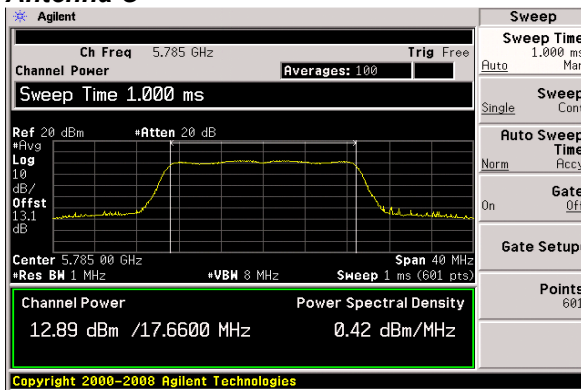 Agilent
Sweep
Ch Freq 5.785 GHz Trig Free
Channel Power Averages: 100
Sweep Time 1.000 ms
Ref 20 dBm #Atten 20 dB
#Avg
Log
10
dB/
Offst
13.1
dB
Center 5.785 00 GHz Span 40 MHz
#Res BW 1 MHz #VBW 8 MHz Sweep 1 ms (601 pts)
Channel Power Power Spectral Density
12.89 dBm /17.6600 MHz 0.42 dBm/MHz
Copyright 2000-2008 Agilent Technologies
Sweep Time
1.000 ms
Auto Man
Sweep
Single Cont
Auto Sweep
Time
Norm Accy
Gate
On Off
Gate Setup
Points
601